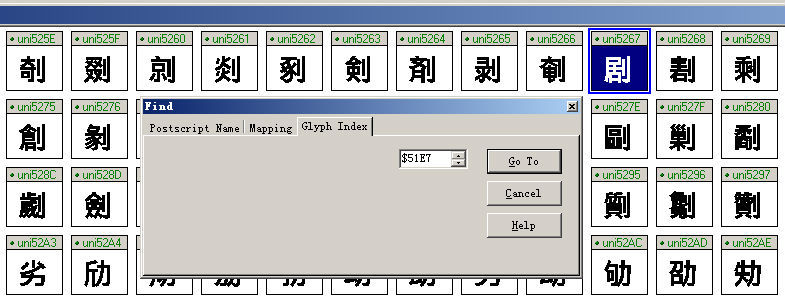 uni525E uni525F uni5260 uni5261 uni5262 uni5263 uni5264 uni5265 uni5266 uni5267 uni5268 uni5269
剞 剟 剠 剡 剢 剣 剤 剥 剦 剧 剨 剩
uni5275 uni5276
創 剶
Find
Postscript Name Mapping Glyph Index
$51E7
Go To
Cancel
Help
uni527E uni527F uni5280
剾 剿 劀
uni528C uni528D
劌 劍
uni5295 uni5296 uni5297
劕 劖 劗
uni52A3 uni52A4
劣 劤
uni52AC uni52AD uni52AE
劬 劭 劮